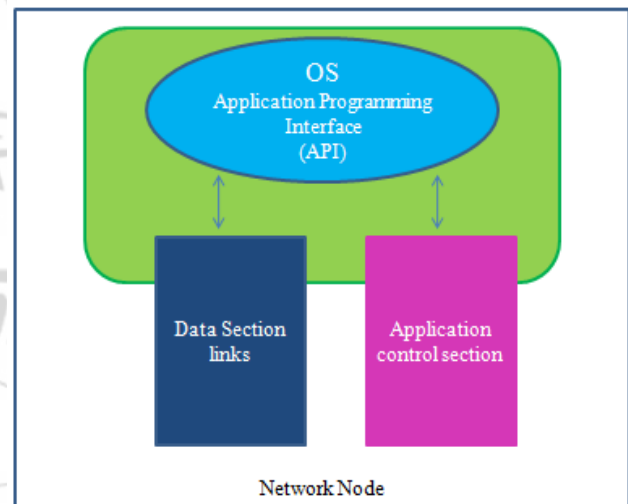 OS
Application Programming
Interface
(API)
Data Section
links
Application
control section
Network Node